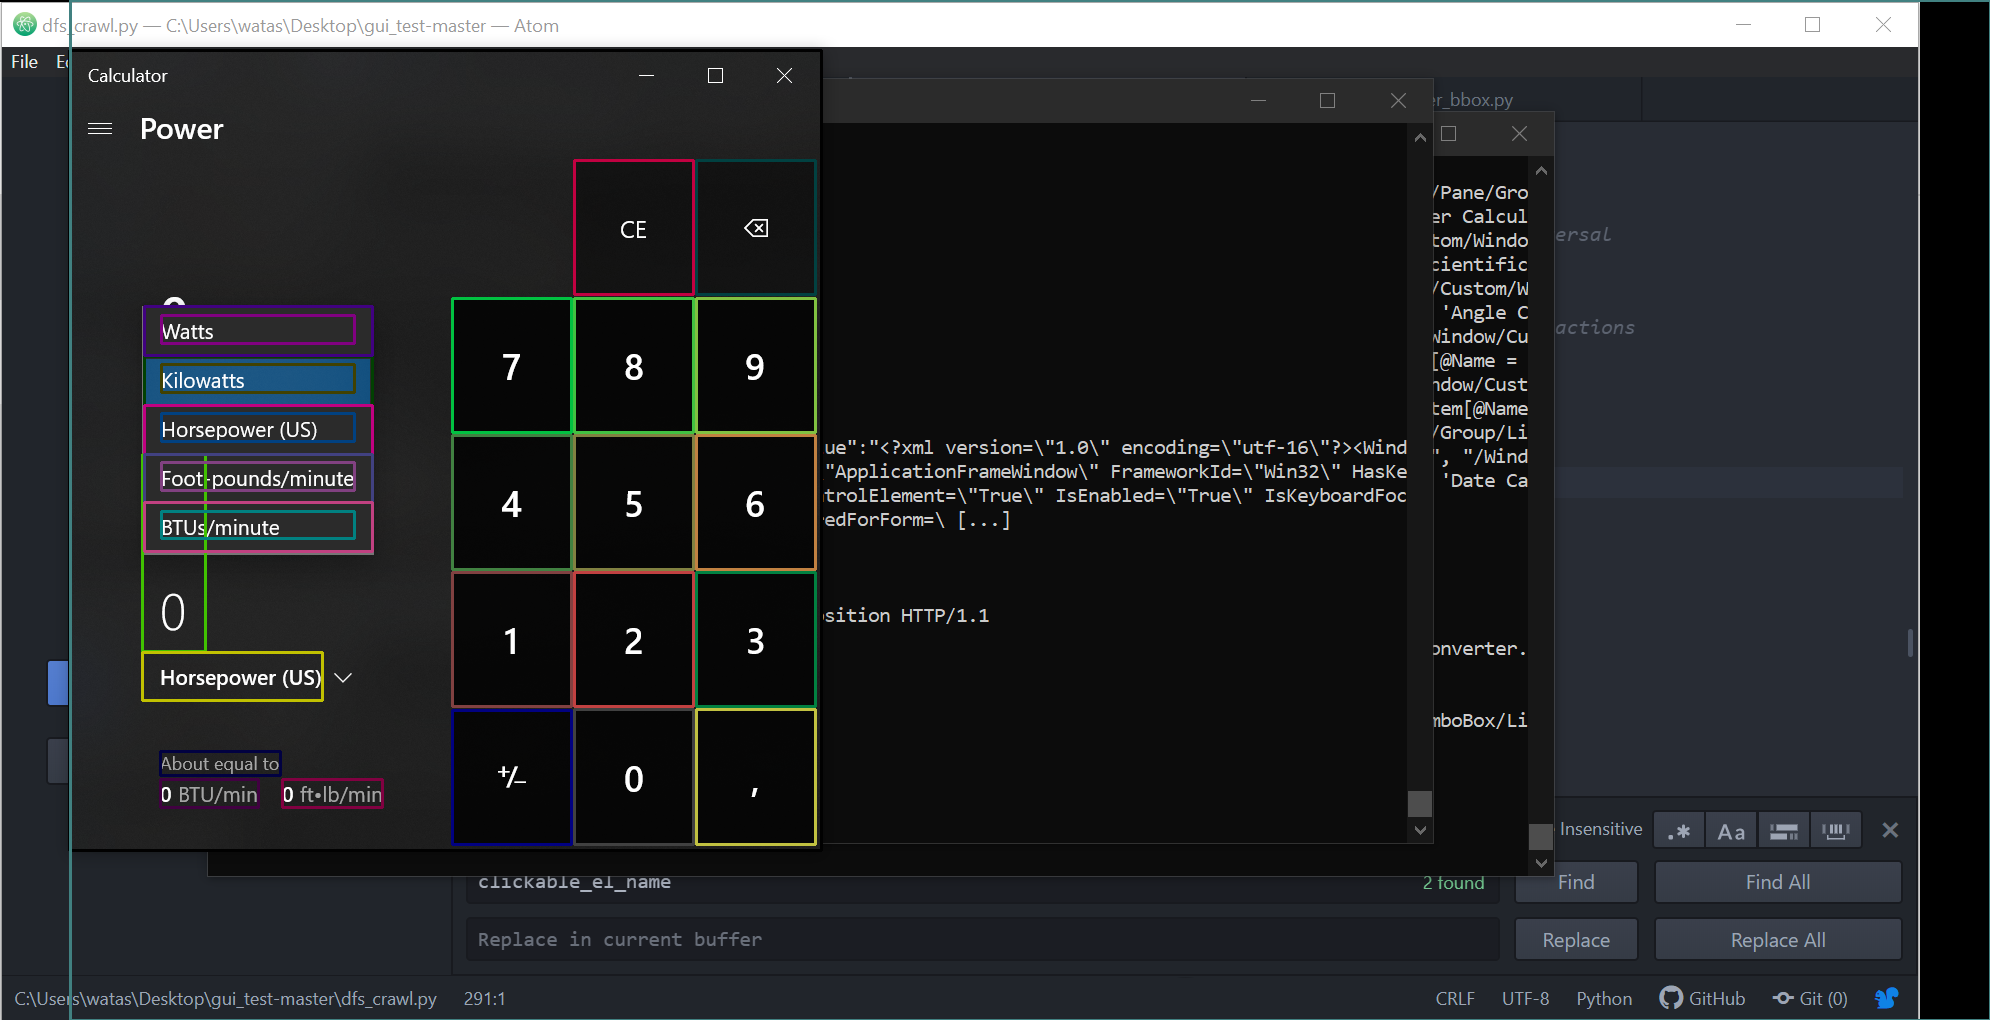 dfs_crawl.py — C:\Users\watas\Desktop\gui_test-master — Atom
File
Calculator
Power
CE
7 8 9
4 5 6
1 2 3
⁺/₋ 0 ,
Watts
Kilowatts
Horsepower (US)
Foot-pounds/minute
BTUs/minute
0
Horsepower (US)
About equal to
0 BTU/min 0 ft•lb/min
ue":"<?xml version=\"1.0\" encoding=\"utf-16\"?><Wind
\"ApplicationFrameWindow\" FrameworkId=\"Win32\" HasKe
ntrolElement=\"True\" IsEnabled=\"True\" IsKeyboardFoc
redForForm=\ [...]
sition HTTP/1.1
er_bbox.py
/Pane/Gro
er Calcul
tom/Windo
cientific
/Custom/W
'Angle C
Window/Cu
[@Name =
ndow/Cust
tem[@Name
/Group/Li
", "/Wind
'Date Ca
onverter.
mboBox/Li
ersal
actions
Insensitive
.* Aa
clickable_el_name
2 found
Find
Find All
Replace in current buffer
Replace
Replace All
C:\Users\watas\Desktop\gui_test-master\dfs_crawl.py 291:1
CRLF UTF-8 Python GitHub Git (0)